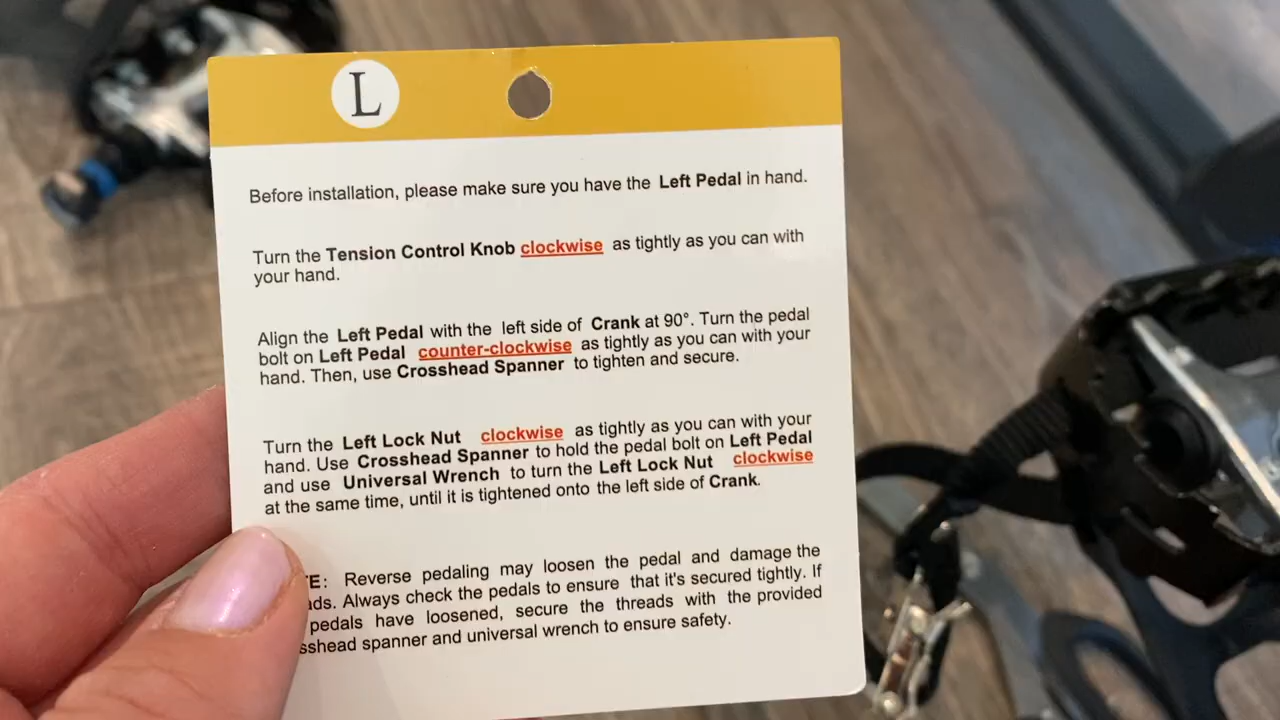 L
Before installation, please make sure you have the Left Pedal in hand.
Turn the Tension Control Knob clockwise as tightly as you can with
your hand.
Align the Left Pedal with the left side of Crank at 90°. Turn the pedal
bolt on Left Pedal counter-clockwise as tightly as you can with your
hand. Then, use Crosshead Spanner to tighten and secure.
Turn the Left Lock Nut clockwise as tightly as you can with your
hand. Use Crosshead Spanner to hold the pedal bolt on Left Pedal
and use Universal Wrench to turn the Left Lock Nut clockwise
at the same time, until it is tightened onto the left side of Crank.
Reverse pedaling may loosen the pedal and damage the
Always check the pedals to ensure that it's secured tightly. If
pedals have loosened, secure the threads with the provided
spanner and universal wrench to ensure safety.